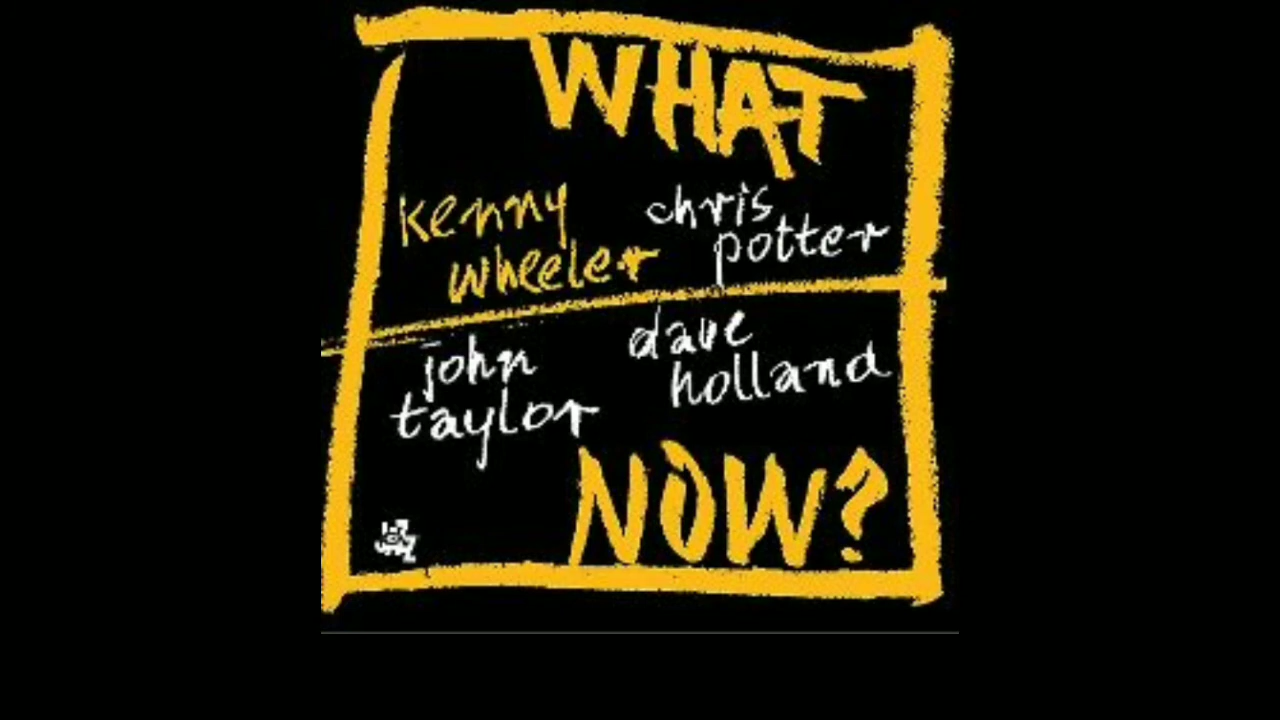 WHAT
kenny
wheeler
chris
potter
john
taylor
dave
holland
NOW?